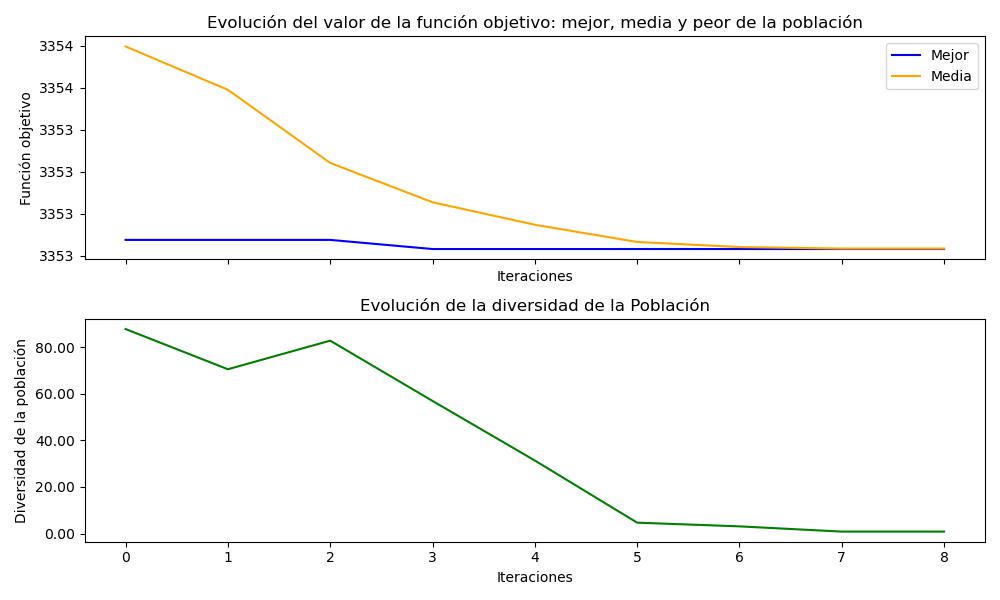 Evolución del valor de la función objetivo: mejor, media y peor de la población
3354
3354
3353
3353
3353
3353
Función objetivo
Mejor
Media
Iteraciones
Evolución de la diversidad de la Población
80.00
60.00
40.00
20.00
0.00
Diversidad de la población
0 1 2 3 4 5 6 7 8
Iteraciones